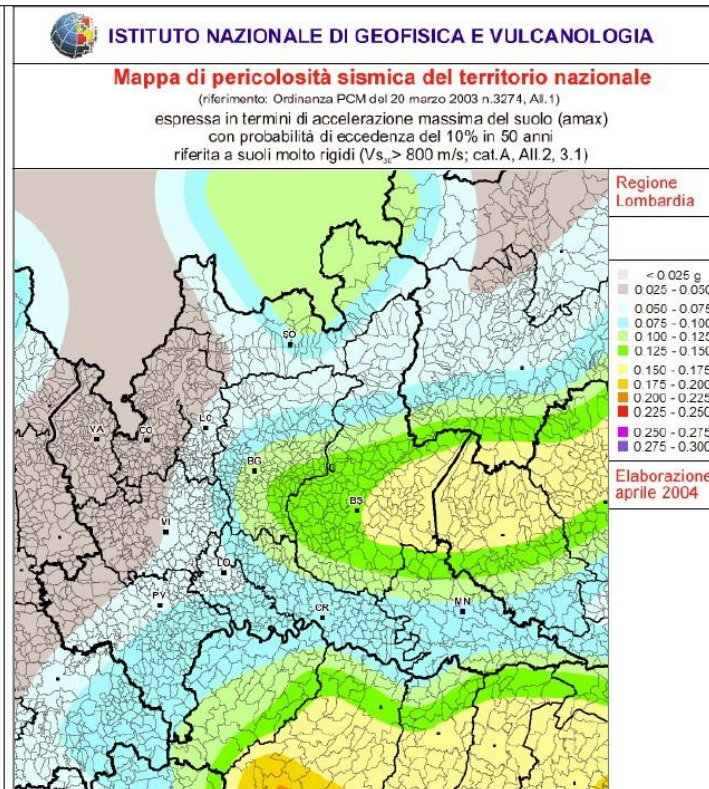 ISTITUTO NAZIONALE DI GEOFISICA E VULCANOLOGIA
Mappa di pericolosità sismica del territorio nazionale
(riferimento: Ordinanza PCM del 20 marzo 2003 n.3274, All.1)
espressa in termini di accelerazione massima del suolo (amax)
con probabilità di eccedenza del 10% in 50 anni
riferita a suoli molto rigidi (Vs₃₀> 800 m/s; cat.A, All.2, 3.1)
Regione
Lombardia
< 0.025 g
0.025 - 0.050
0.050 - 0.075
0.075 - 0.100
0.100 - 0.125
0.125 - 0.150
0.150 - 0.175
0.175 - 0.200
0.200 - 0.225
0.225 - 0.250
0.250 - 0.275
0.275 - 0.300
Elaborazione
aprile 2004
SO
LC
VA
CO
BG
BS
MI
LO
PV
CR
MN